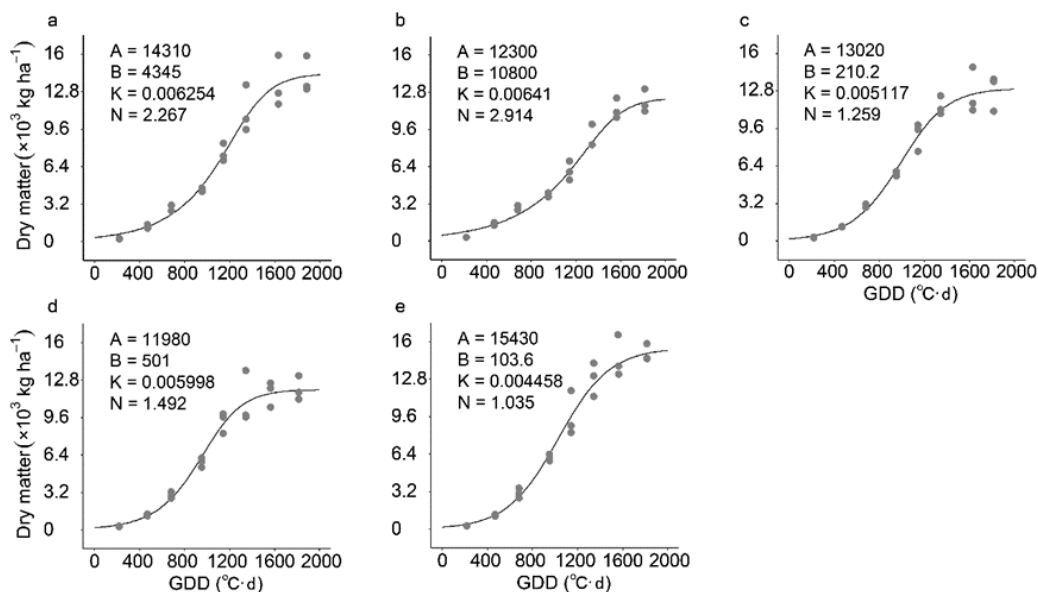 a
A = 14310
B = 4345
K = 0.006254
N = 2.267
Dry matter (×10³ kg ha⁻¹)
16
12.8
9.6
6.4
3.2
0
0 400 800 1200 1600 2000
b
A = 12300
B = 10800
K = 0.00641
N = 2.914
16
12.8
9.6
6.4
3.2
0
0 400 800 1200 1600 2000
c
A = 13020
B = 210.2
K = 0.005117
N = 1.259
16
12.8
9.6
6.4
3.2
0
0 400 800 1200 1600 2000
GDD (℃·d)
d
A = 11980
B = 501
K = 0.005998
N = 1.492
Dry matter (×10³ kg ha⁻¹)
16
12.8
9.6
6.4
3.2
0
0 400 800 1200 1600 2000
GDD (℃·d)
e
A = 15430
B = 103.6
K = 0.004458
N = 1.035
16
12.8
9.6
6.4
3.2
0
0 400 800 1200 1600 2000
GDD (℃·d)